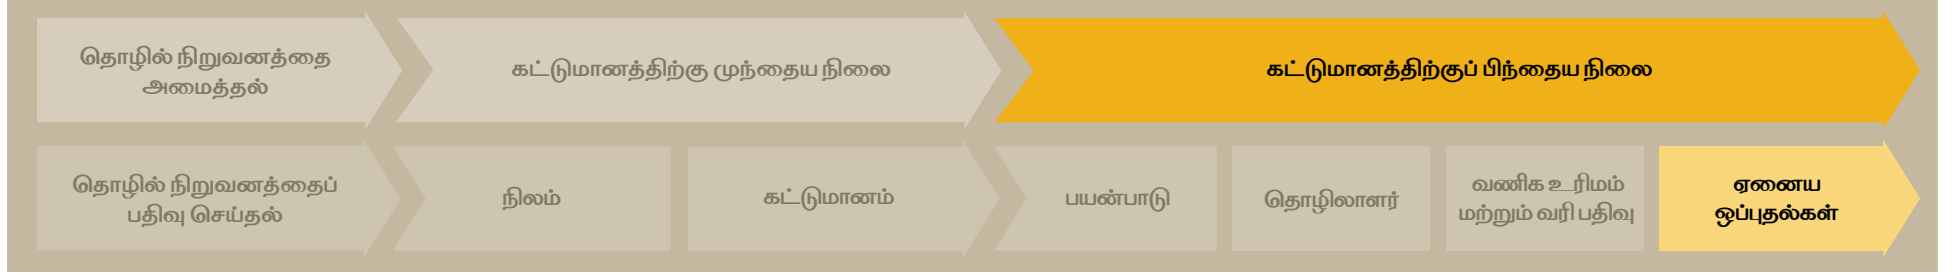 தொழில் நிறுவனத்தை
அமைத்தல்
கட்டுமானத்திற்கு முந்தைய நிலை
கட்டுமானத்திற்குப் பிந்தைய நிலை
தொழில் நிறுவனத்தைப்
பதிவு செய்தல்
நிலம்
கட்டுமானம்
பயன்பாடு
தொழிலாளர்
வணிக உரிமம்
மற்றும் வரி பதிவு
ஏனைய
ஒப்புதல்கள்